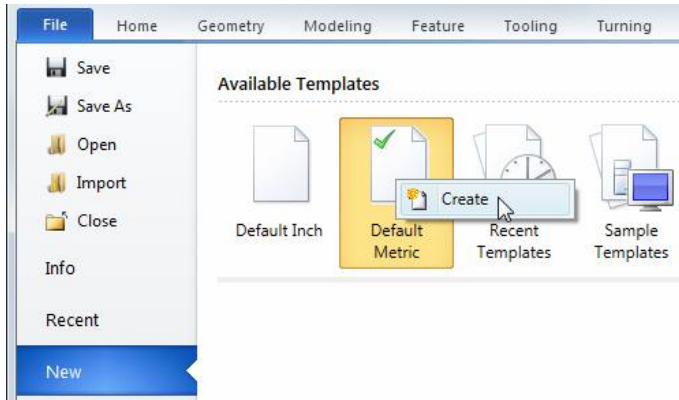 File Home Geometry Modeling Feature Tooling Turning
Save
Save As
Open
Import
Close
Info
Recent
New
Available Templates
Create
Default Inch
Default
Metric
Recent
Templates
Sample
Templates